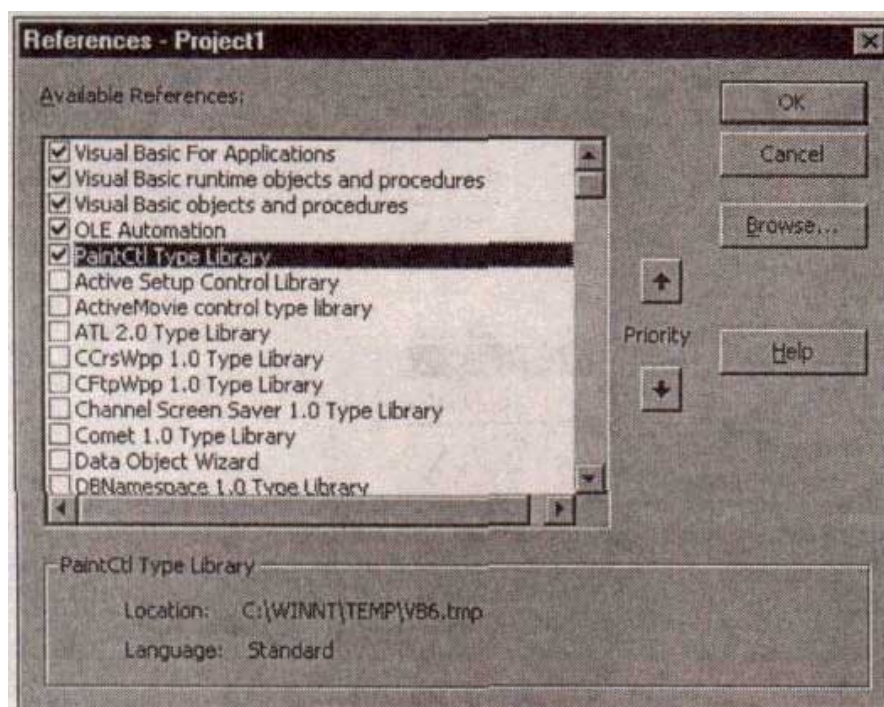 References - Project1
Available References:
OK
Cancel
Browse...
Help
Visual Basic For Applications
Visual Basic runtime objects and procedures
Visual Basic objects and procedures
OLE Automation
PaintCtl Type Library
Active Setup Control Library
ActiveMovie control type library
ATL 2.0 Type Library
CCrsWpp 1.0 Type Library
CFtpWpp 1.0 Type Library
Channel Screen Saver 1.0 Type Library
Comet 1.0 Type Library
Data Object Wizard
DBNamespace 1.0 Type Library
Priority
PaintCtl Type Library
Location: C:\WINNT\TEMP\VB6.tmp
Language: Standard